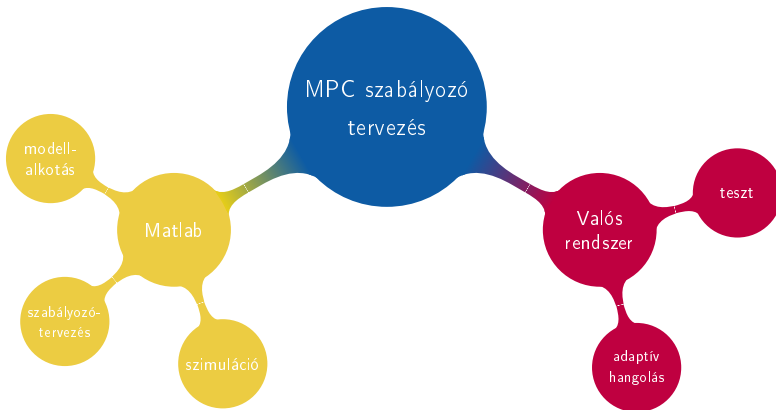 MPC szabályozó
tervezés
modell-
alkotás
Matlab
szabályozó-
tervezés
szimuláció
Valós
rendszer
teszt
adaptív
hangolás